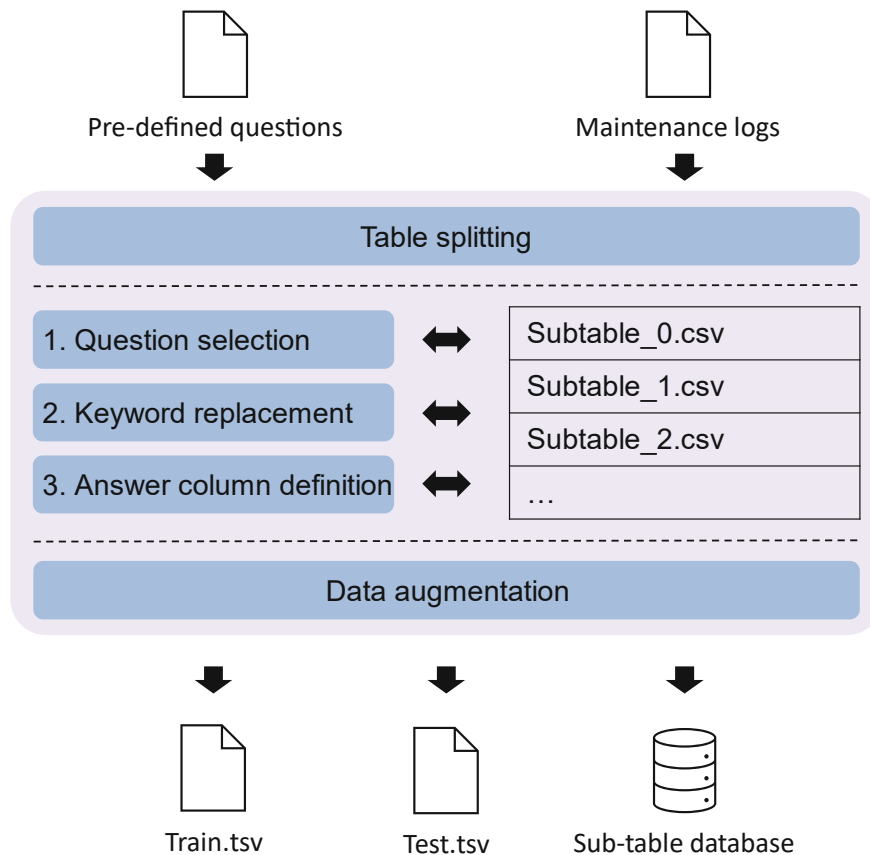 Pre-defined questions
Maintenance logs
Table splitting
1. Question selection
2. Keyword replacement
3. Answer column definition
Subtable_0.csv
Subtable_1.csv
Subtable_2.csv
...
Data augmentation
Train.tsv
Test.tsv
Sub-table database